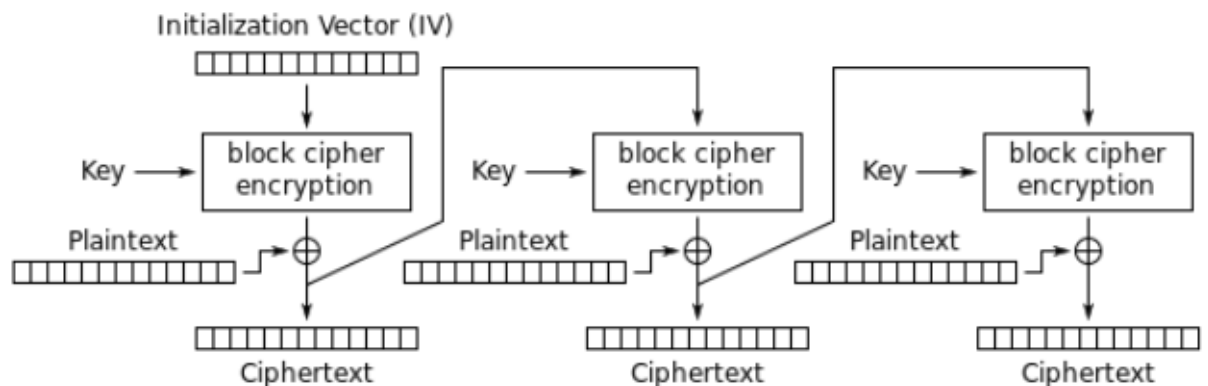 Initialization Vector (IV)
Key
block cipher
encryption
Plaintext
Ciphertext
Key
block cipher
encryption
Plaintext
Ciphertext
Key
block cipher
encryption
Plaintext
Ciphertext